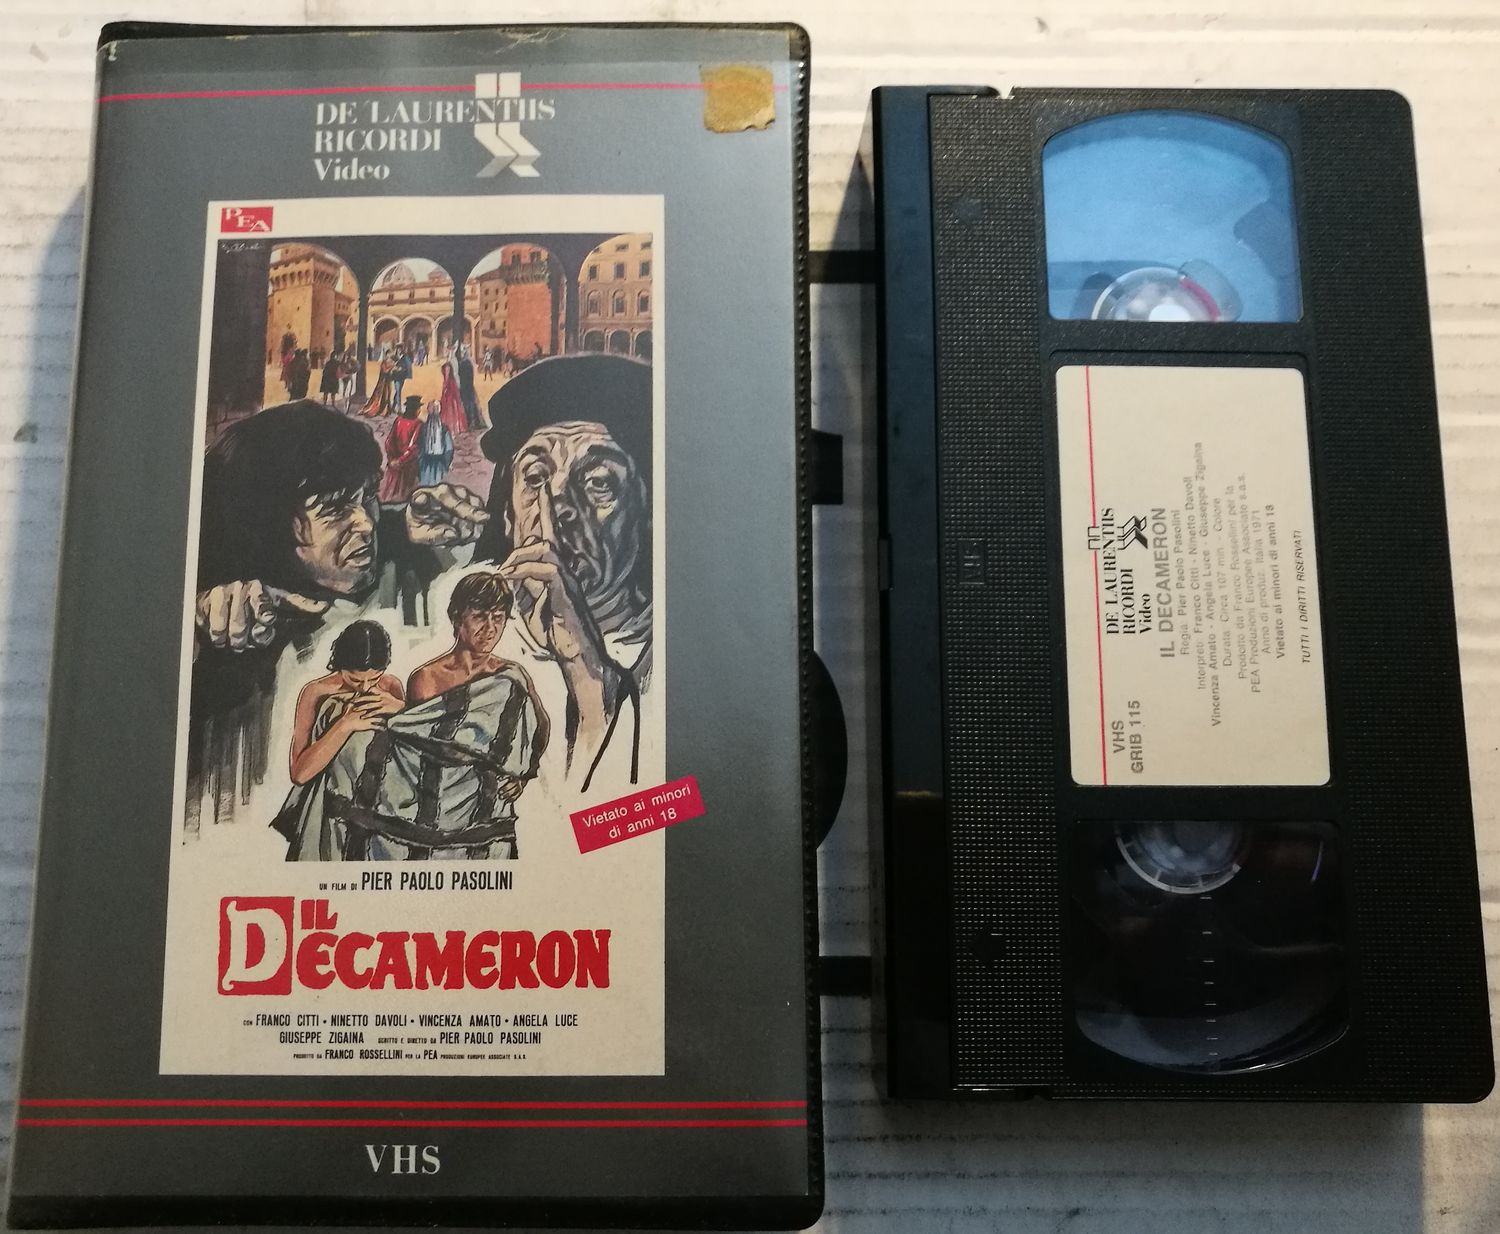 DE LAURENTIIS
RICORDI
Video
PEA
Vietato ai minori
di anni 18
UN FILM DI PIER PAOLO PASOLINI
IL
DECAMERON
CON FRANCO CITTI • NINETTO DAVOLI • VINCENZA AMATO • ANGELA LUCE
GIUSEPPE ZIGAINA SCRITTO E DIRETTO DA PIER PAOLO PASOLINI
PRODOTTO DA FRANCO ROSSELLINI PER LA PEA PRODUZIONI EUROPEE ASSOCIATE S.A.S.
VHS
DE LAURENTIIS
RICORDI
Video
VHS
GRIB 115
IL DECAMERON
Regia: Pier Paolo Pasolini
Interpreti: Franco Citti - Ninetto Davoli
Vincenza Amato - Angela Luce - Giuseppe Zigaina
Durata: Circa 107 min. - Colore
Prodotto da Franco Rossellini per la
PEA Produzioni Europee Associate s.a.s.
Anno di produz. Italia 1971
Vietato ai minori di anni 18
TUTTI I DIRITTI RISERVATI